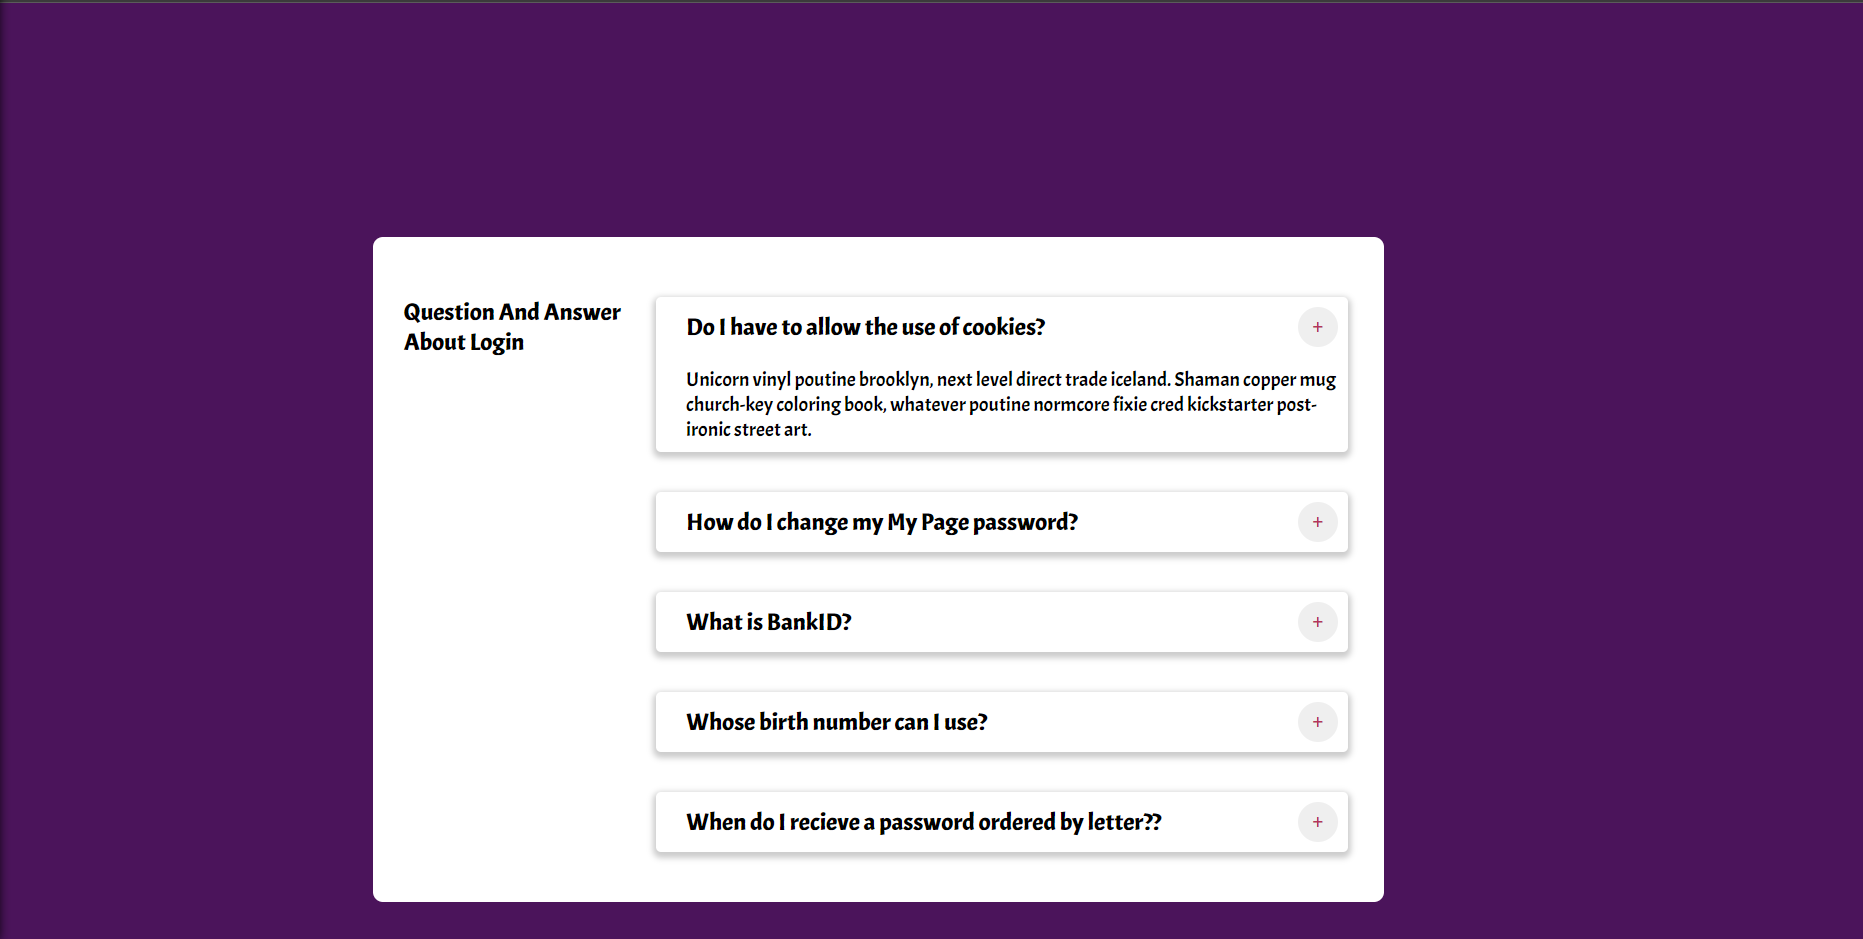 Question And Answer
About Login
Do I have to allow the use of cookies?
+
Unicorn vinyl poutine brooklyn, next level direct trade iceland. Shaman copper mug
church-key coloring book, whatever poutine normcore fixie cred kickstarter post-
ironic street art.
How do I change my My Page password?
+
What is BankID?
+
Whose birth number can I use?
+
When do I recieve a password ordered by letter??
+